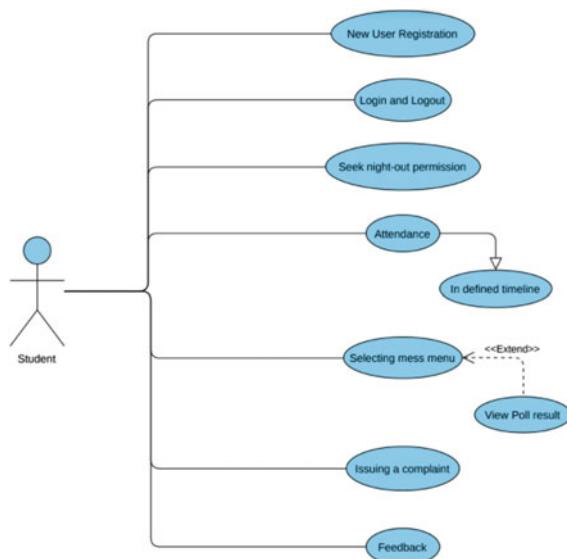 New User Registration
Login and Logout
Seek night-out permission
Attendance
In defined timeline
Student
Selecting mess menu
<<Extend>>
View Poll result
Issuing a complaint
Feedback